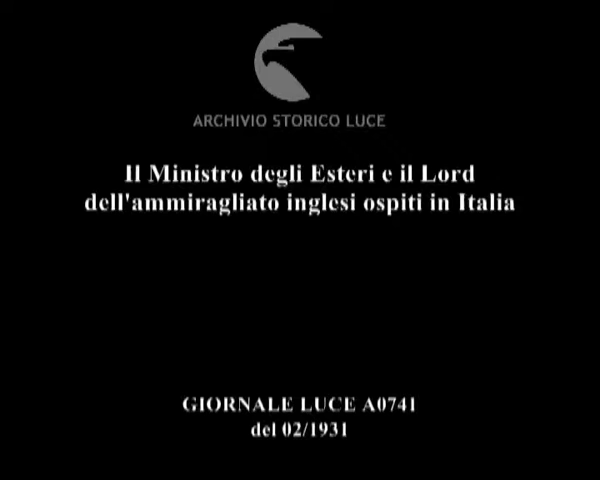 ARCHIVIO STORICO LUCE
Il Ministro degli Esteri e il Lord
dell'ammiragliato inglesi ospiti in Italia
GIORNALE LUCE A0741
del 02/1931